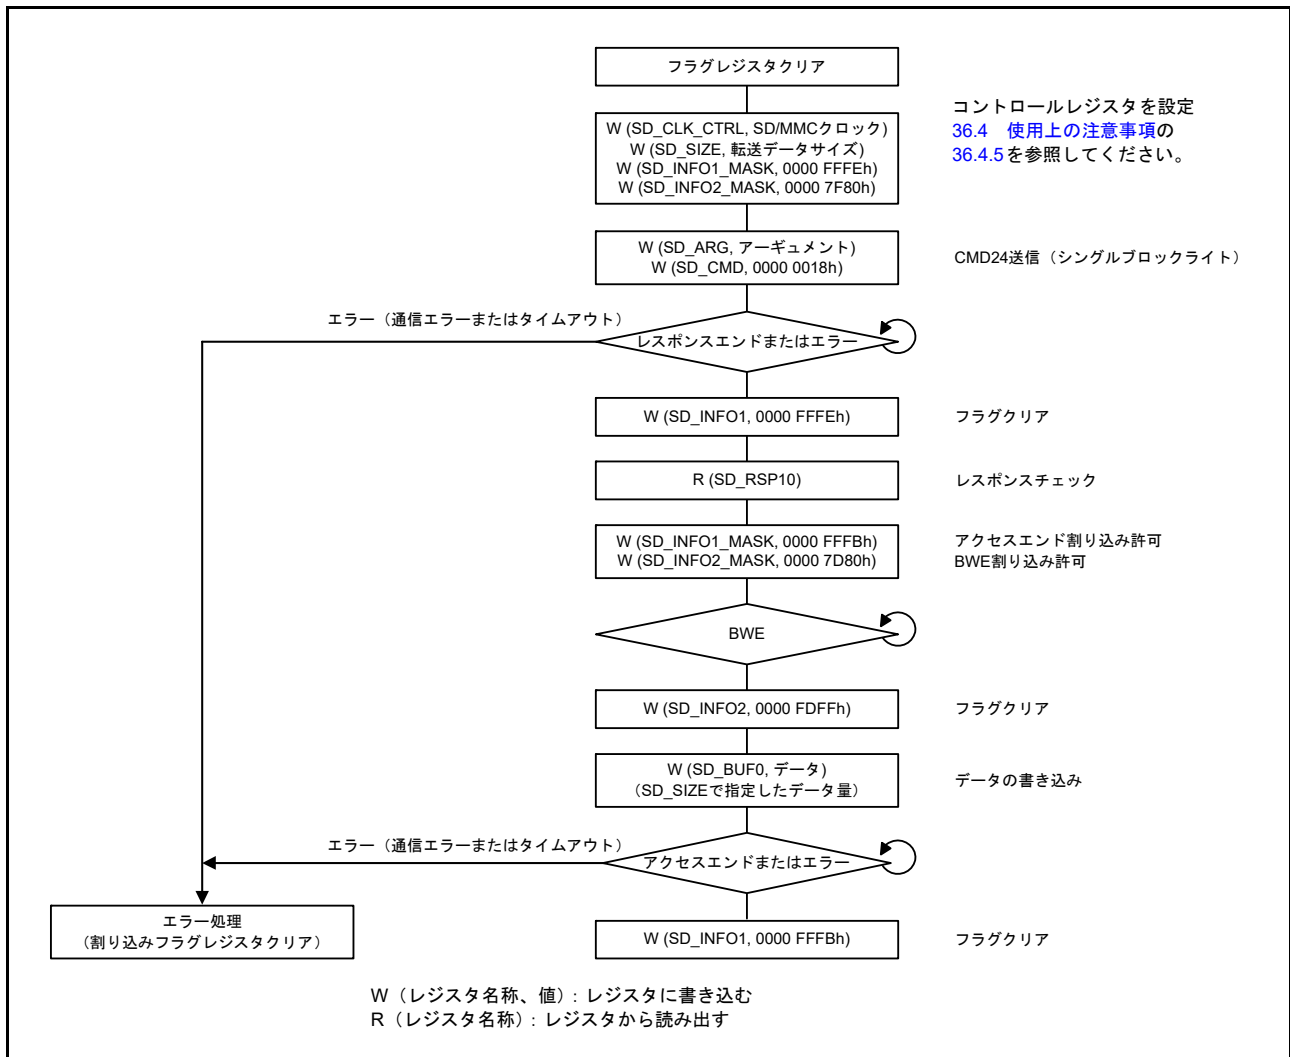 フラグレジスタクリア
コントロールレジスタを設定
36.4 使用上の注意事項の
36.4.5を参照してください。
W (SD_CLK_CTRL, SD/MMCクロック)
W (SD_SIZE, 転送データサイズ)
W (SD_INFO1_MASK, 0000 FFFEh)
W (SD_INFO2_MASK, 0000 7F80h)
W (SD_ARG, アーギュメント)
W (SD_CMD, 0000 0018h)
CMD24送信（シングルブロックライト）
エラー（通信エラーまたはタイムアウト）
レスポンスエンドまたはエラー
W (SD_INFO1, 0000 FFFEh)
フラグクリア
R (SD_RSP10)
レスポンスチェック
W (SD_INFO1_MASK, 0000 FFFBh)
W (SD_INFO2_MASK, 0000 7D80h)
アクセスエンド割り込み許可
BWE割り込み許可
BWE
W (SD_INFO2, 0000 FDFFh)
フラグクリア
W (SD_BUF0, データ)
（SD_SIZEで指定したデータ量）
データの書き込み
エラー（通信エラーまたはタイムアウト）
アクセスエンドまたはエラー
エラー処理
（割り込みフラグレジスタクリア）
W (SD_INFO1, 0000 FFFBh)
フラグクリア
W（レジスタ名称、値）: レジスタに書き込む
R（レジスタ名称）: レジスタから読み出す